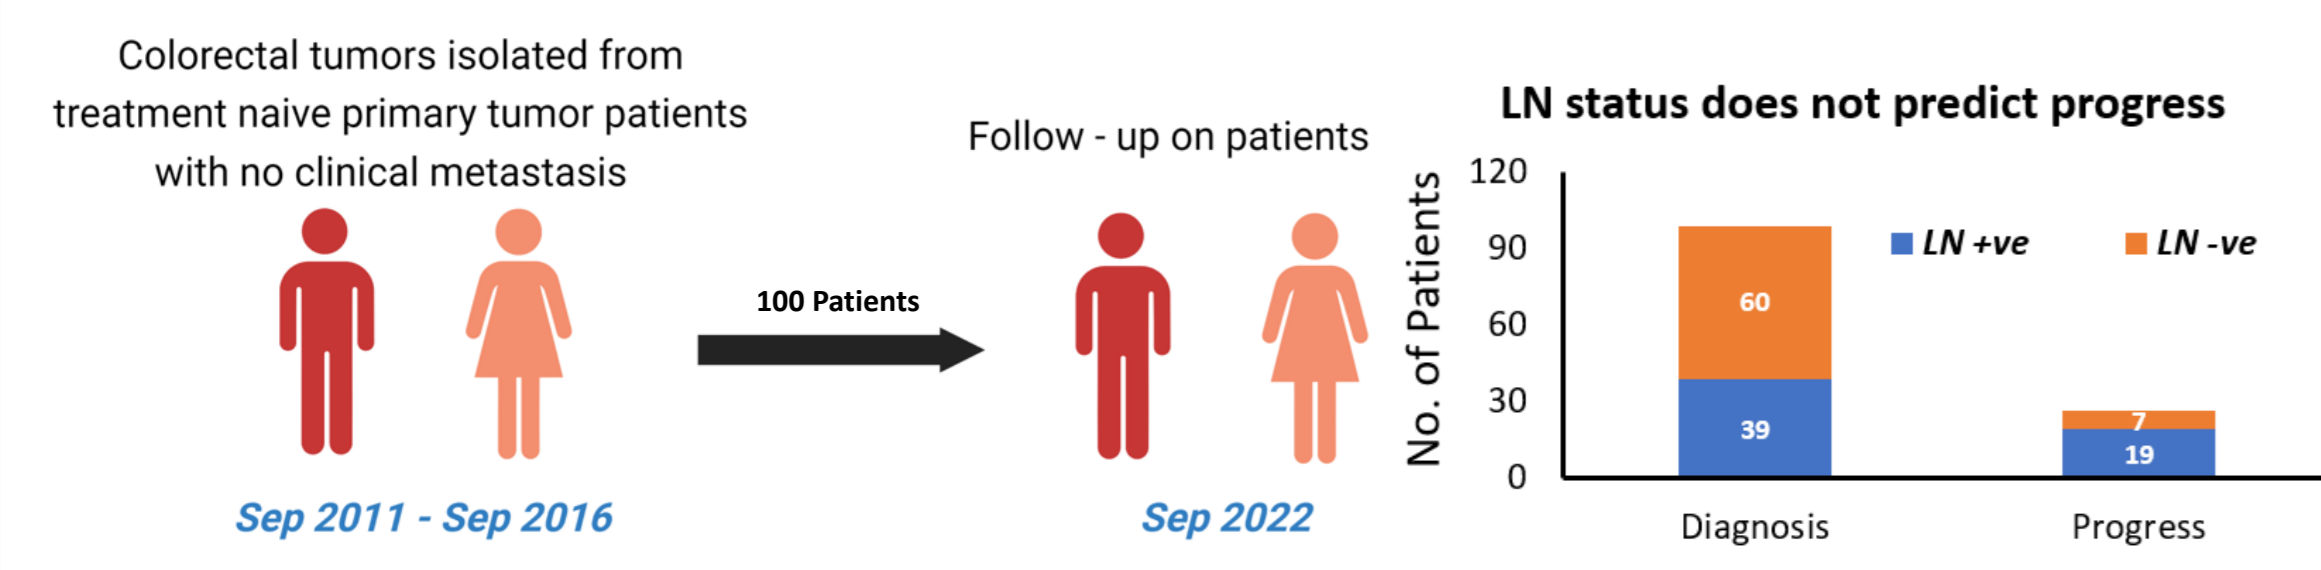 Colorectal tumors isolated from
treatment naive primary tumor patients
with no clinical metastasis
Sep 2011 - Sep 2016
100 Patients
Follow - up on patients
Sep 2022
LN status does not predict progress
No. of Patients
120
90
60
30
0
LN +ve
LN -ve
60
39
7
19
Diagnosis
Progress